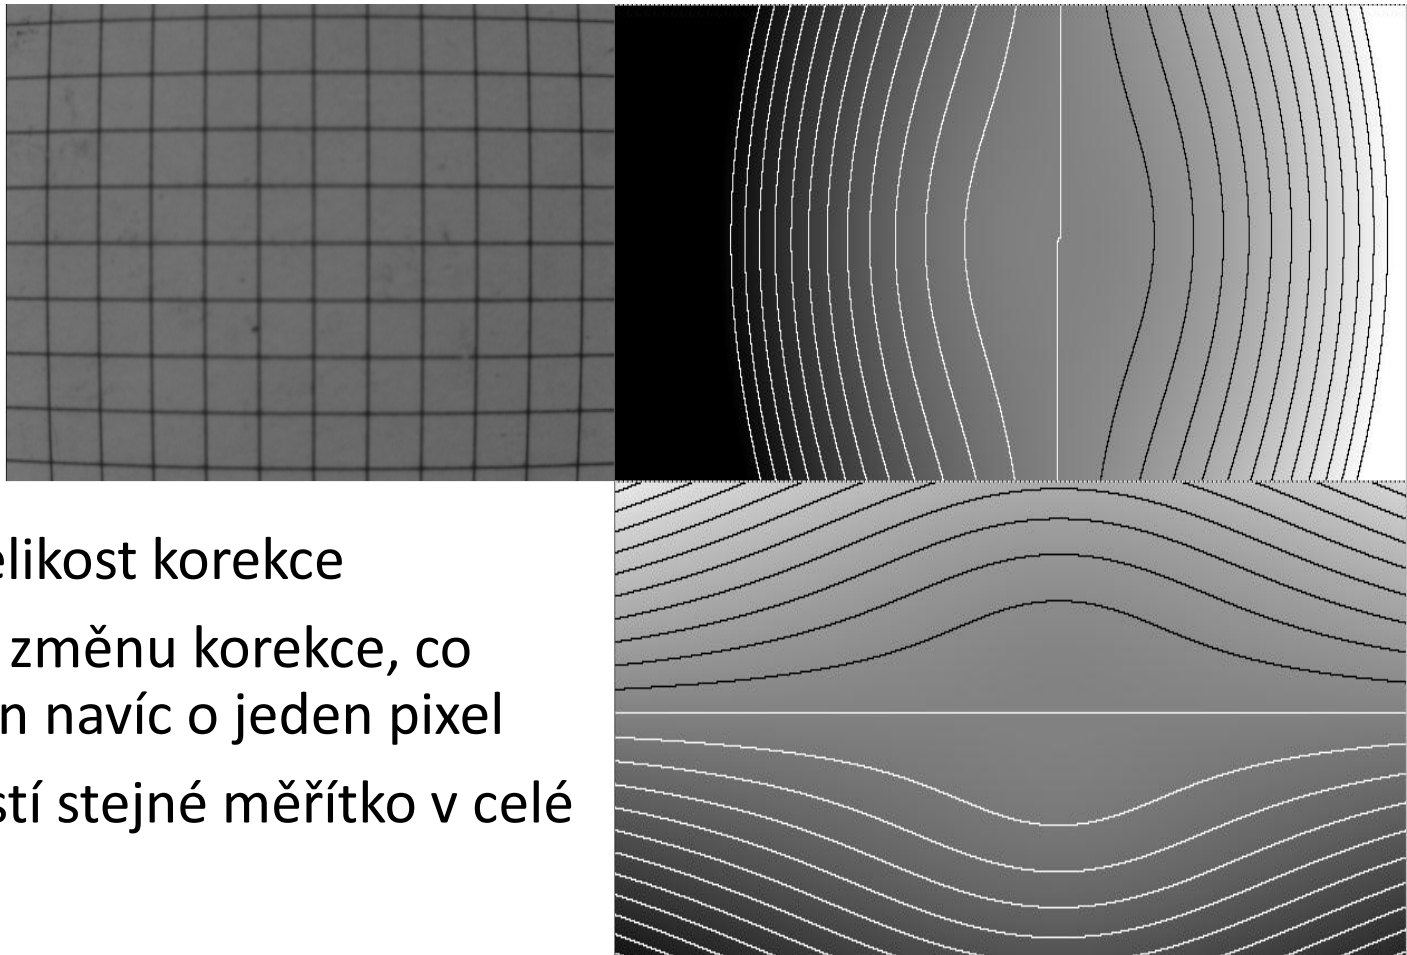 elikost korekce
změnu korekce, co
n navíc o jeden pixel
stí stejné měřítko v celé